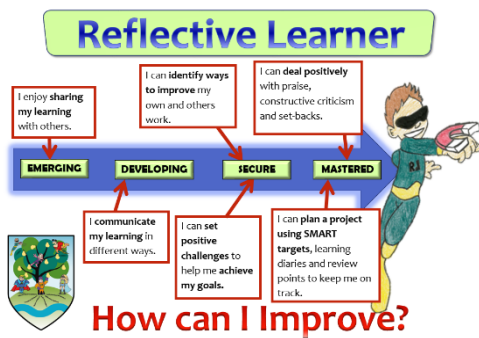 Reflective Learner
I enjoy sharing
my learning
with others.
I can identify ways
to improve my
own and others
work.
I can deal positively
with praise,
constructive criticism
and set-backs.
EMERGING
DEVELOPING
SECURE
MASTERED
I communicate
my learning in
different ways.
I can set
positive
challenges to
help me achieve
my goals.
I can plan a project
using SMART
targets, learning
diaries and review
points to keep me on
track.
How can I Improve?